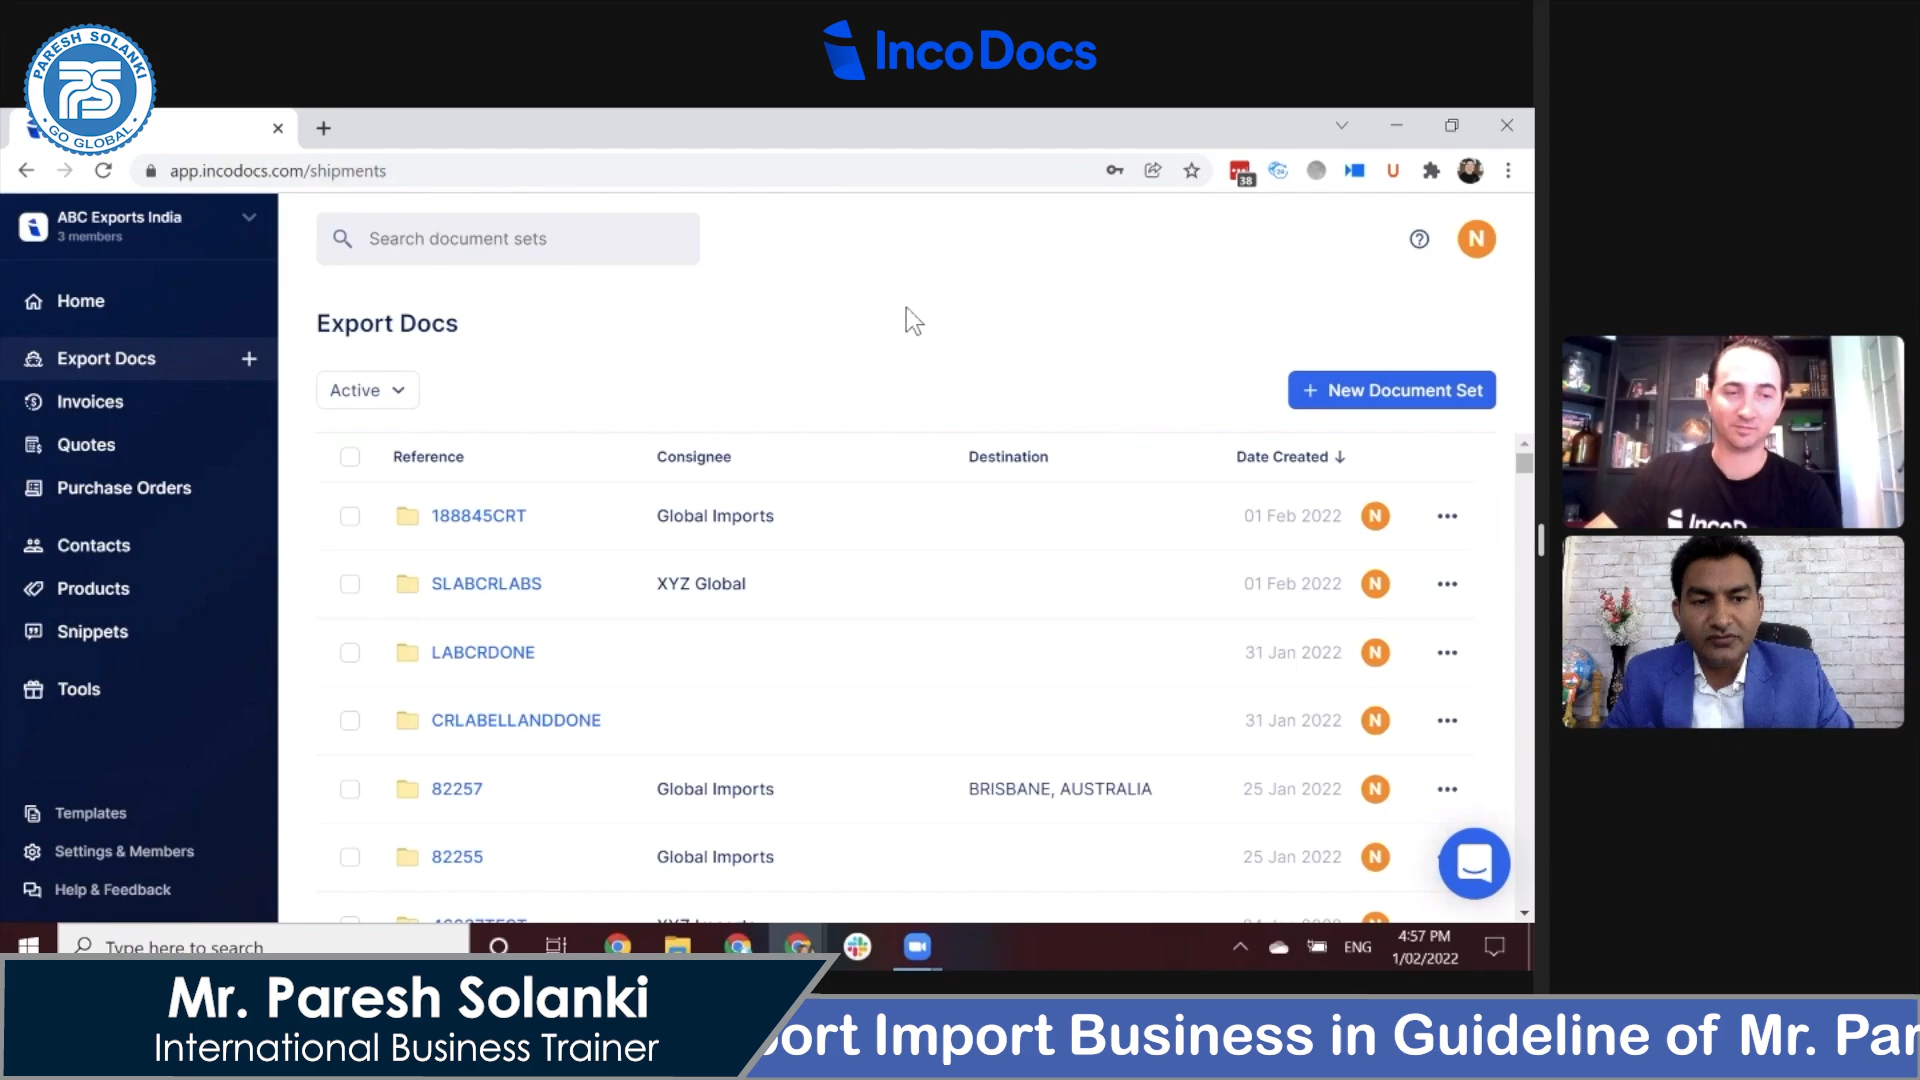 PARESH SOLANKI
PS
GO GLOBAL
IncoDocs
app.incodocs.com/shipments
38
24
U
ABC Exports India
3 members
Search document sets
N
Home
Export Docs
Export Docs
Invoices
Active
New Document Set
Quotes
Reference Consignee Destination Date Created
Purchase Orders
188845CRT Global Imports 01 Feb 2022 N
Contacts
SLABCRLABS XYZ Global 01 Feb 2022 N
Products
Snippets
LABCRDONE 31 Jan 2022 N
Tools
CRLABELLANDDONE 31 Jan 2022 N
82257 Global Imports BRISBANE, AUSTRALIA 25 Jan 2022 N
Templates
Settings & Members
82255 Global Imports 25 Jan 2022 N
Help & Feedback
Type here to search
ENG
4:57 PM
1/02/2022
Mr. Paresh Solanki
International Business Trainer
ort Import Business in Guideline of Mr. Par